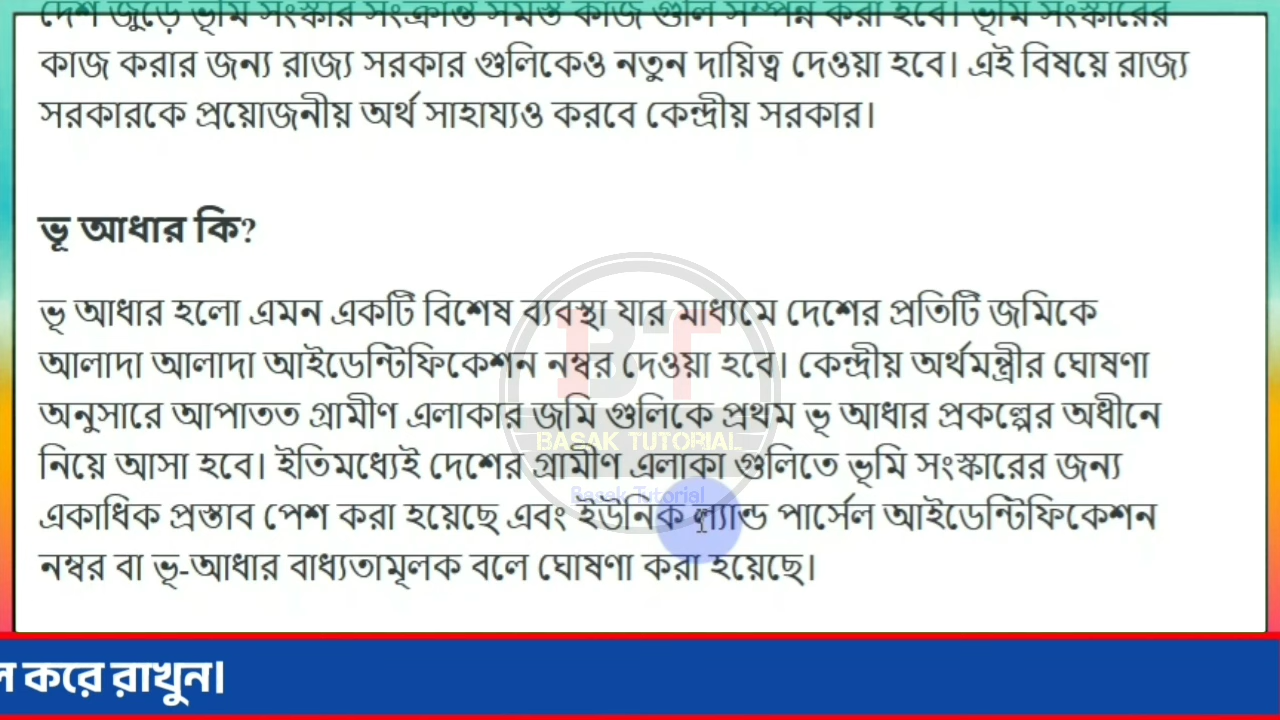 দেশ জুড়ে ভূমি সংস্কার সংক্রান্ত সমস্ত কাজ গুলি সম্পন্ন করা হবে। ভূমি সংস্কারের
কাজ করার জন্য রাজ্য সরকার গুলিকেও নতুন দায়িত্ব দেওয়া হবে। এই বিষয়ে রাজ্য
সরকারকে প্রয়োজনীয় অর্থ সাহায্যও করবে কেন্দ্রীয় সরকার।
ভূ আধার কি?
ভূ আধার হলো এমন একটি বিশেষ ব্যবস্থা যার মাধ্যমে দেশের প্রতিটি জমিকে
আলাদা আলাদা আইডেন্টিফিকেশন নম্বর দেওয়া হবে। কেন্দ্রীয় অর্থমন্ত্রীর ঘোষণা
অনুসারে আপাতত গ্রামীণ এলাকার জমি গুলিকে প্রথম ভূ আধার প্রকল্পের অধীনে
নিয়ে আসা হবে। ইতিমধ্যেই দেশের গ্রামীণ এলাকা গুলিতে ভূমি সংস্কারের জন্য
একাধিক প্রস্তাব পেশ করা হয়েছে এবং ইউনিক ল্যান্ড পার্সেল আইডেন্টিফিকেশন
নম্বর বা ভূ-আধার বাধ্যতামূলক বলে ঘোষণা করা হয়েছে।
BT
BASAK TUTORIAL
Basak Tutorial
করে রাখুন।